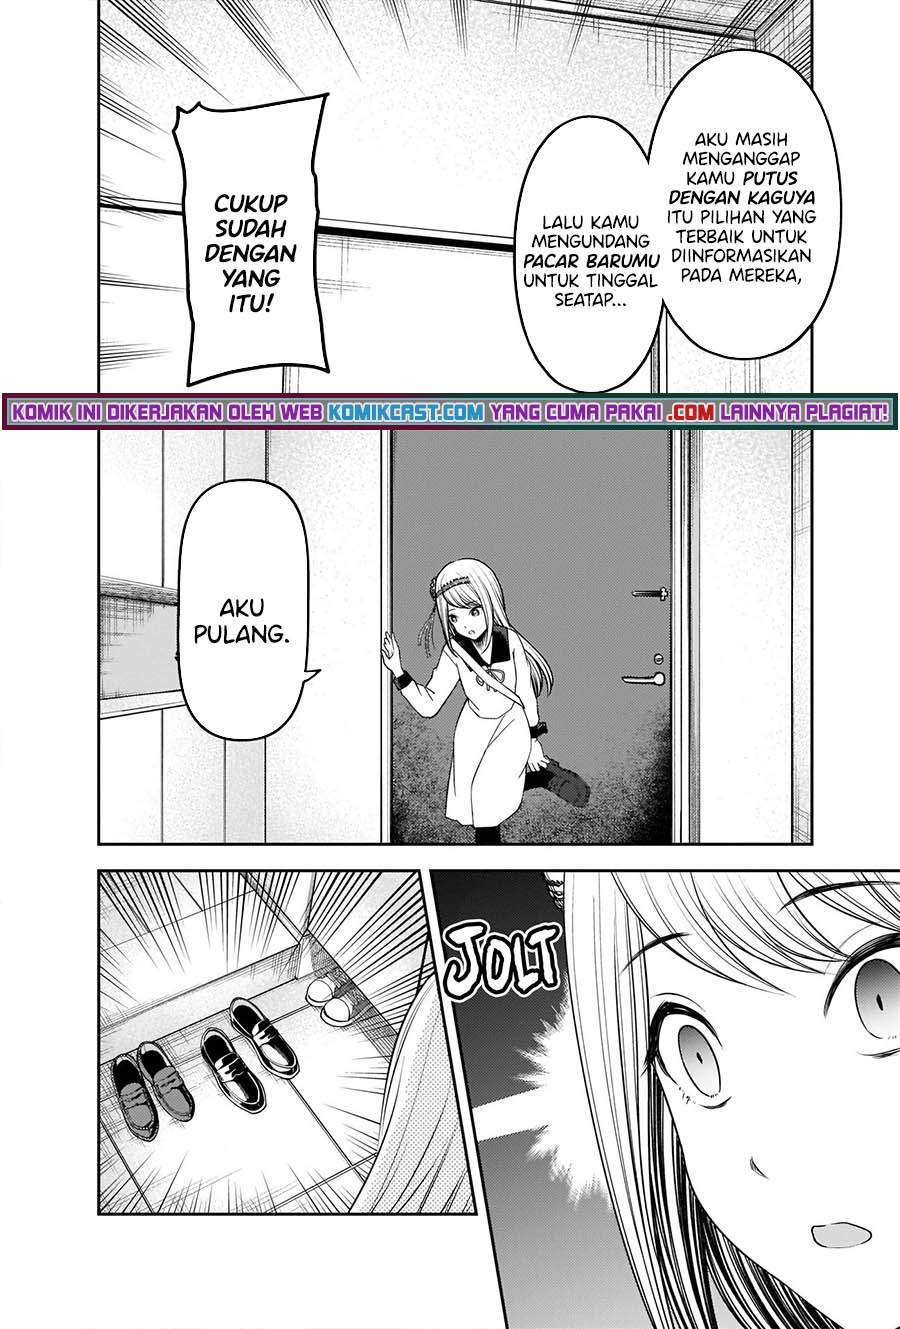 AKU MASIH
MENGANGGAP
KAMU PUTUS
DENGAN KAGUYA
ITU PILIHAN YANG
TERBAIK UNTUK
DIINFORMASIKAN
PADA MEREKA,
LALU KAMU
MENGUNDANG
PACAR BARUMU
UNTUK TINGGAL
SEATAP...
CUKUP
SUDAH
DENGAN
YANG
ITU!
KOMIK INI DIKERJAKAN OLEH WEB KOMIKCAST.COM YANG CUMA PAKAI .COM LAINNYA PLAGIAT!
AKU
PULANG.
JOLT